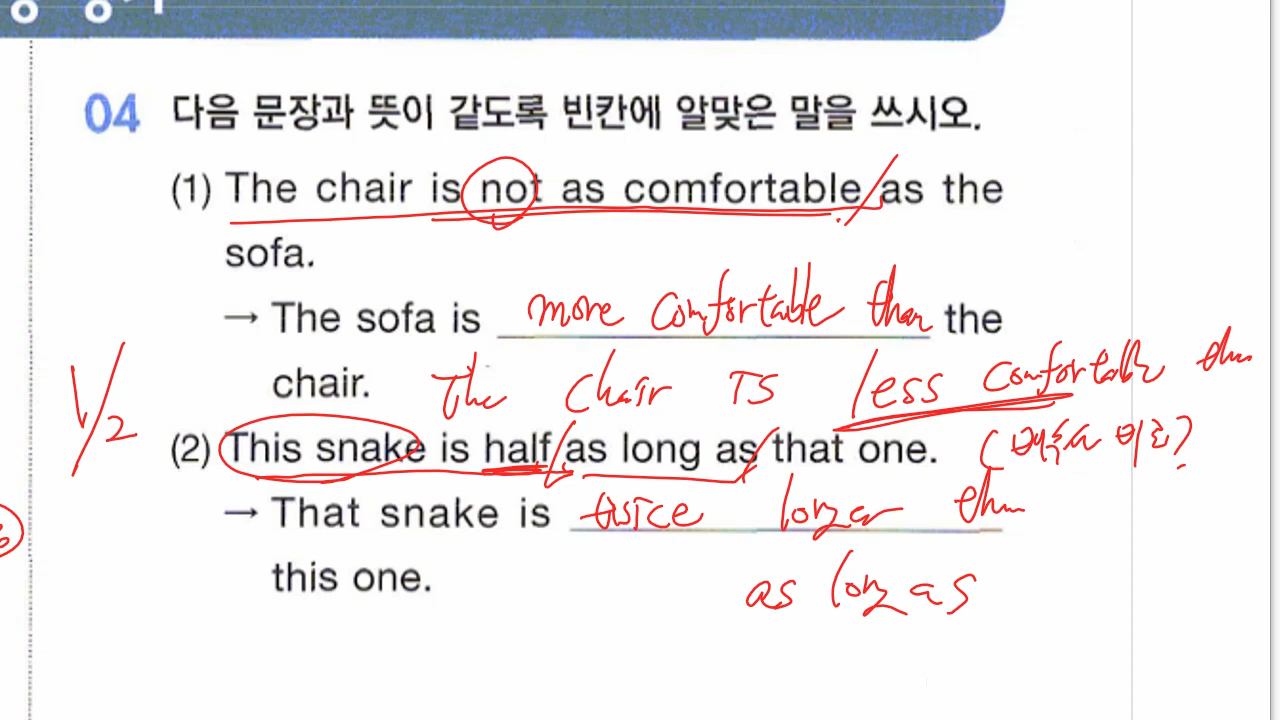 04 다음 문장과 뜻이 같도록 빈칸에 알맞은 말을 쓰시오.
(1) The chair is not as comfortable as the
sofa.
→ The sofa is more comfortable than the
chair. The chair is less comfortable than
1/2
(2) This snake is half as long as that one.
→ That snake is twice longer than
this one. as long as